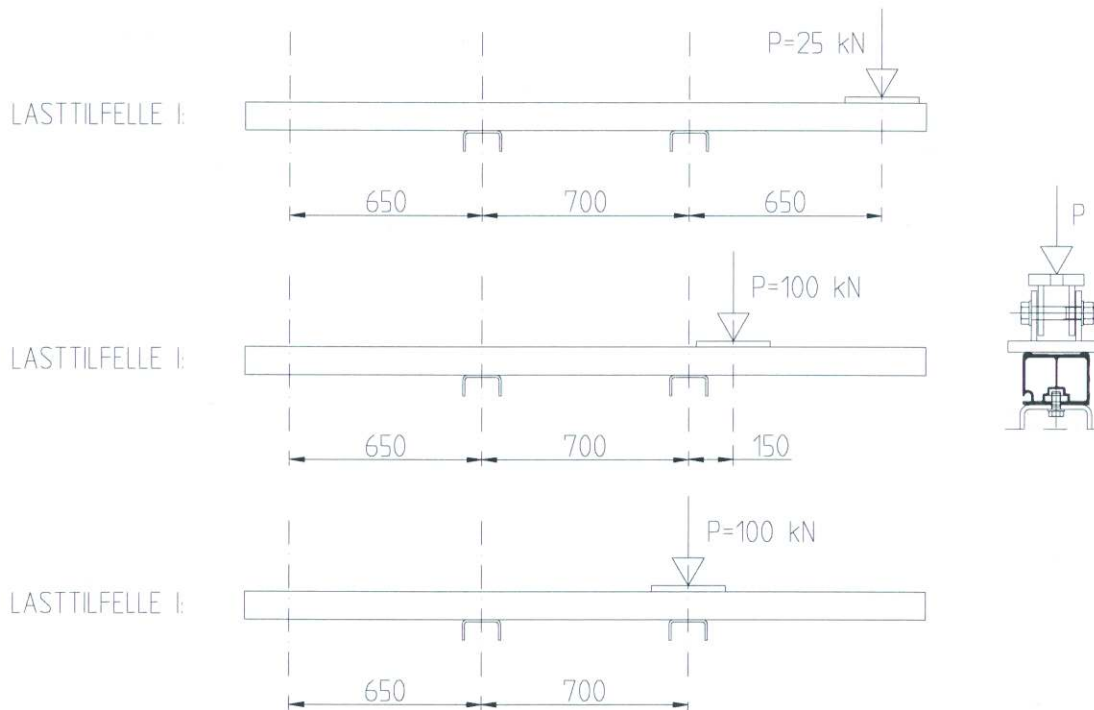 P=25 kN
LASTTILFELLE I:
650 700 650
P
P=100 kN
LASTTILFELLE I:
650 700 150
P=100 kN
LASTTILFELLE I:
650 700